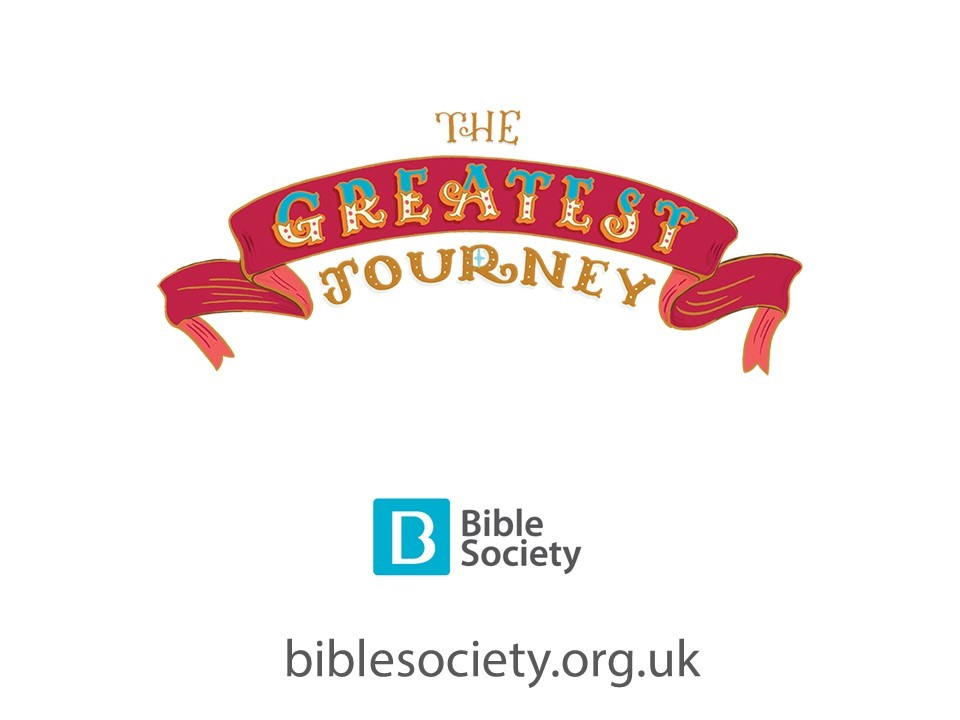 THE
GREATEST
JOURNEY
B Bible
Society
biblesociety.org.uk